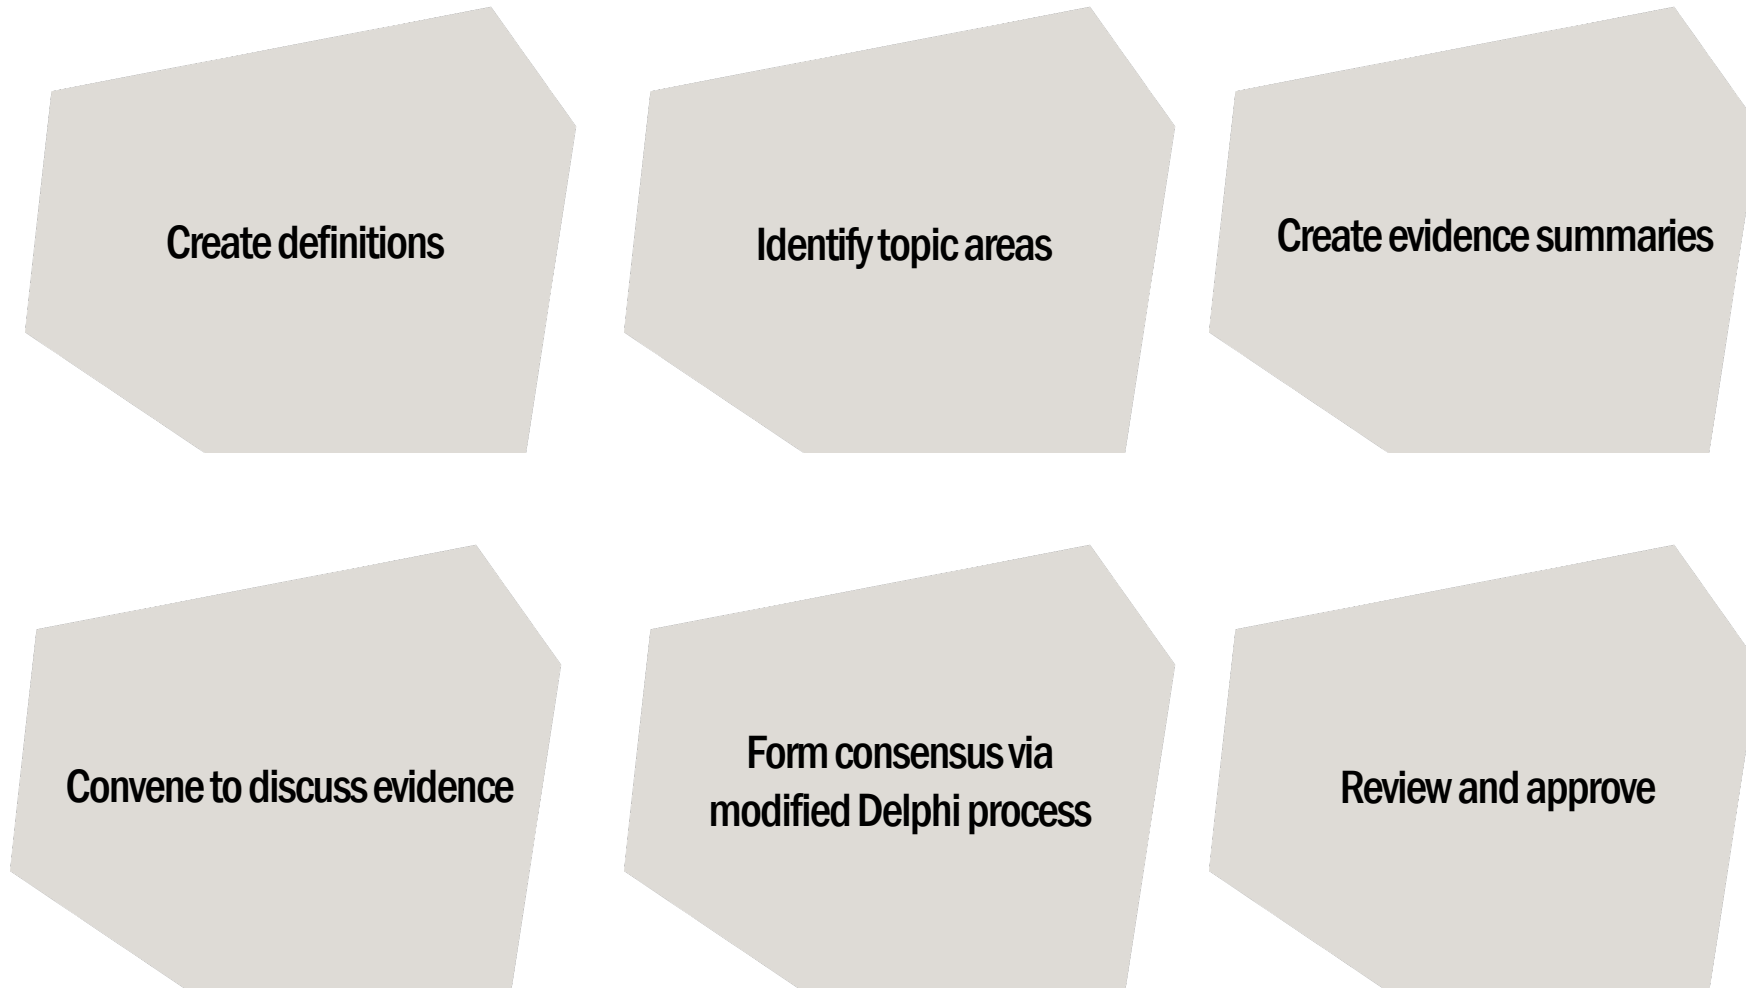 Create definitions
Identify topic areas
Create evidence summaries
Convene to discuss evidence
Form consensus via
modified Delphi process
Review and approve